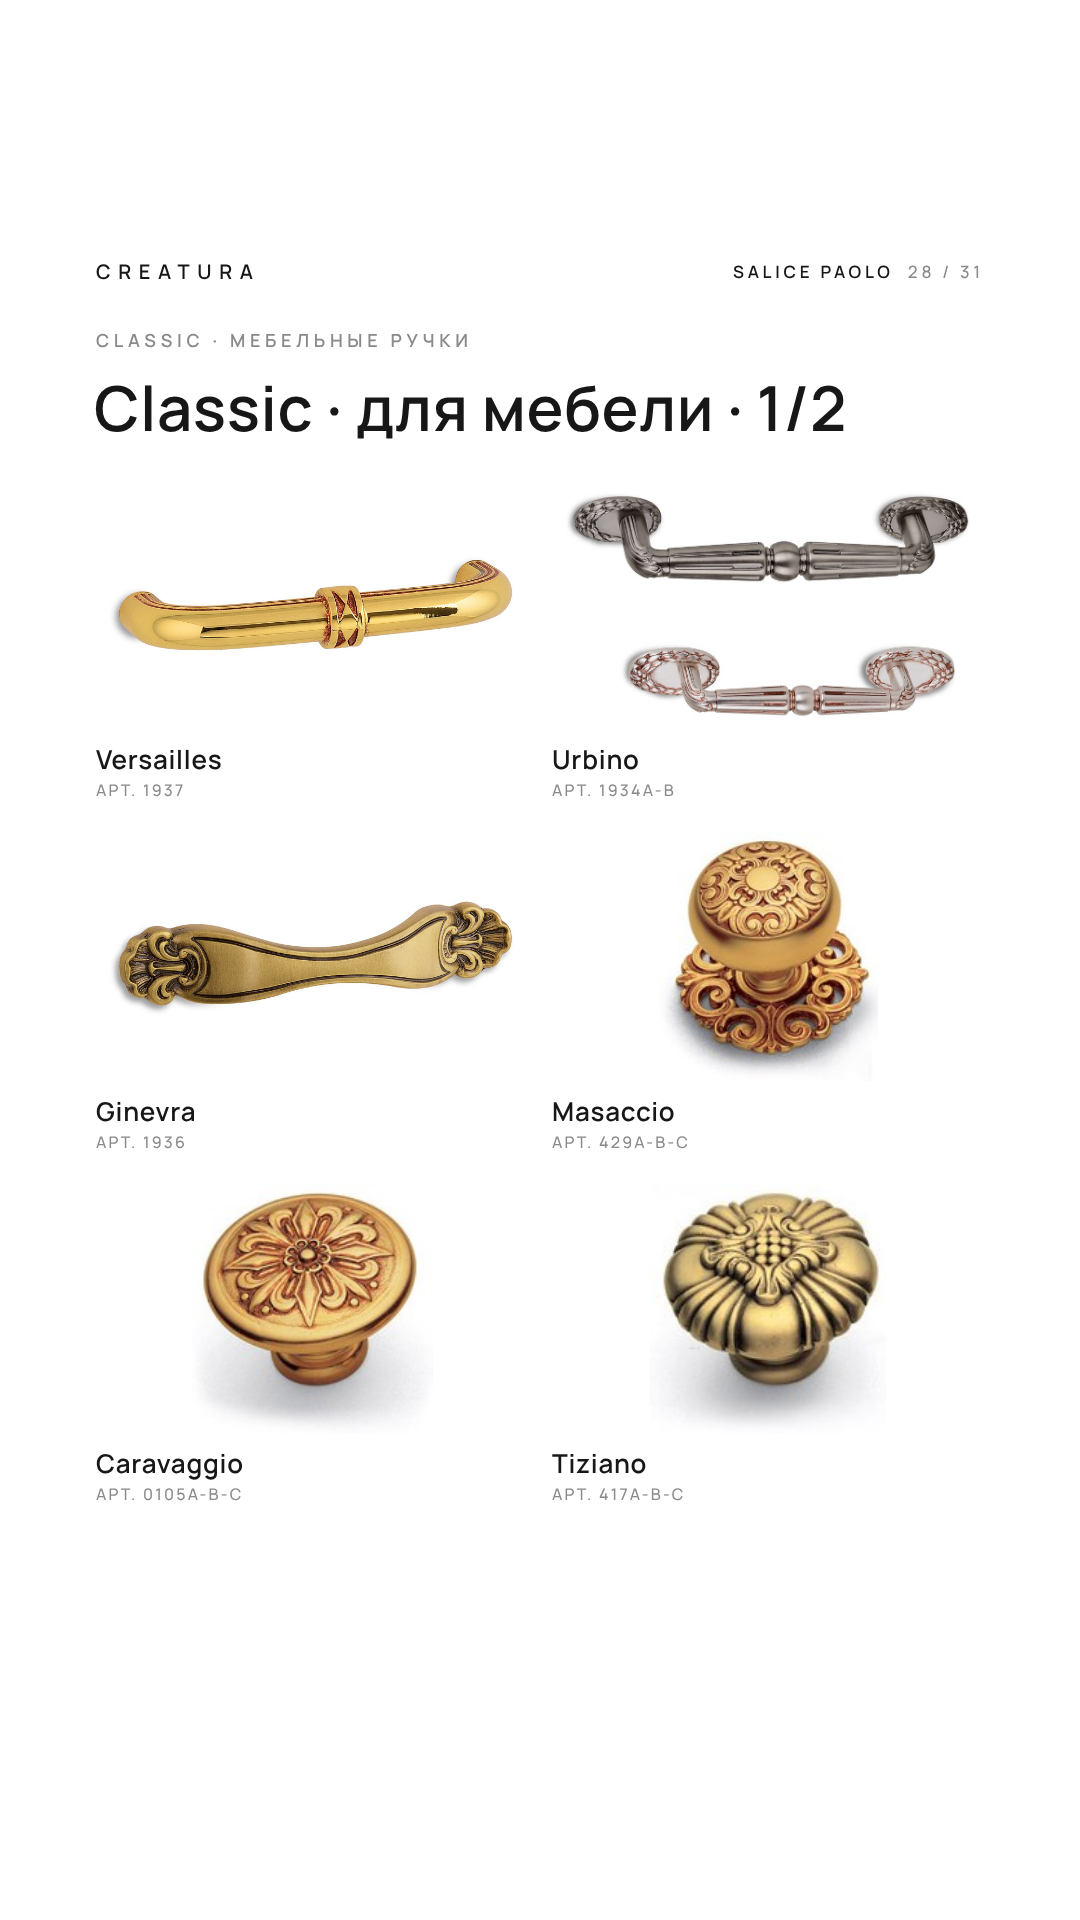 CREATURA
SALICE PAOLO 28 / 31
CLASSIC · МЕБЕЛЬНЫЕ РУЧКИ
Classic · для мебели · 1/2
Versailles
АРТ. 1937
Urbino
АРТ. 1934A-B
Ginevra
АРТ. 1936
Masaccio
АРТ. 429A-B-C
Caravaggio
АРТ. 0105A-B-C
Tiziano
АРТ. 417A-B-C